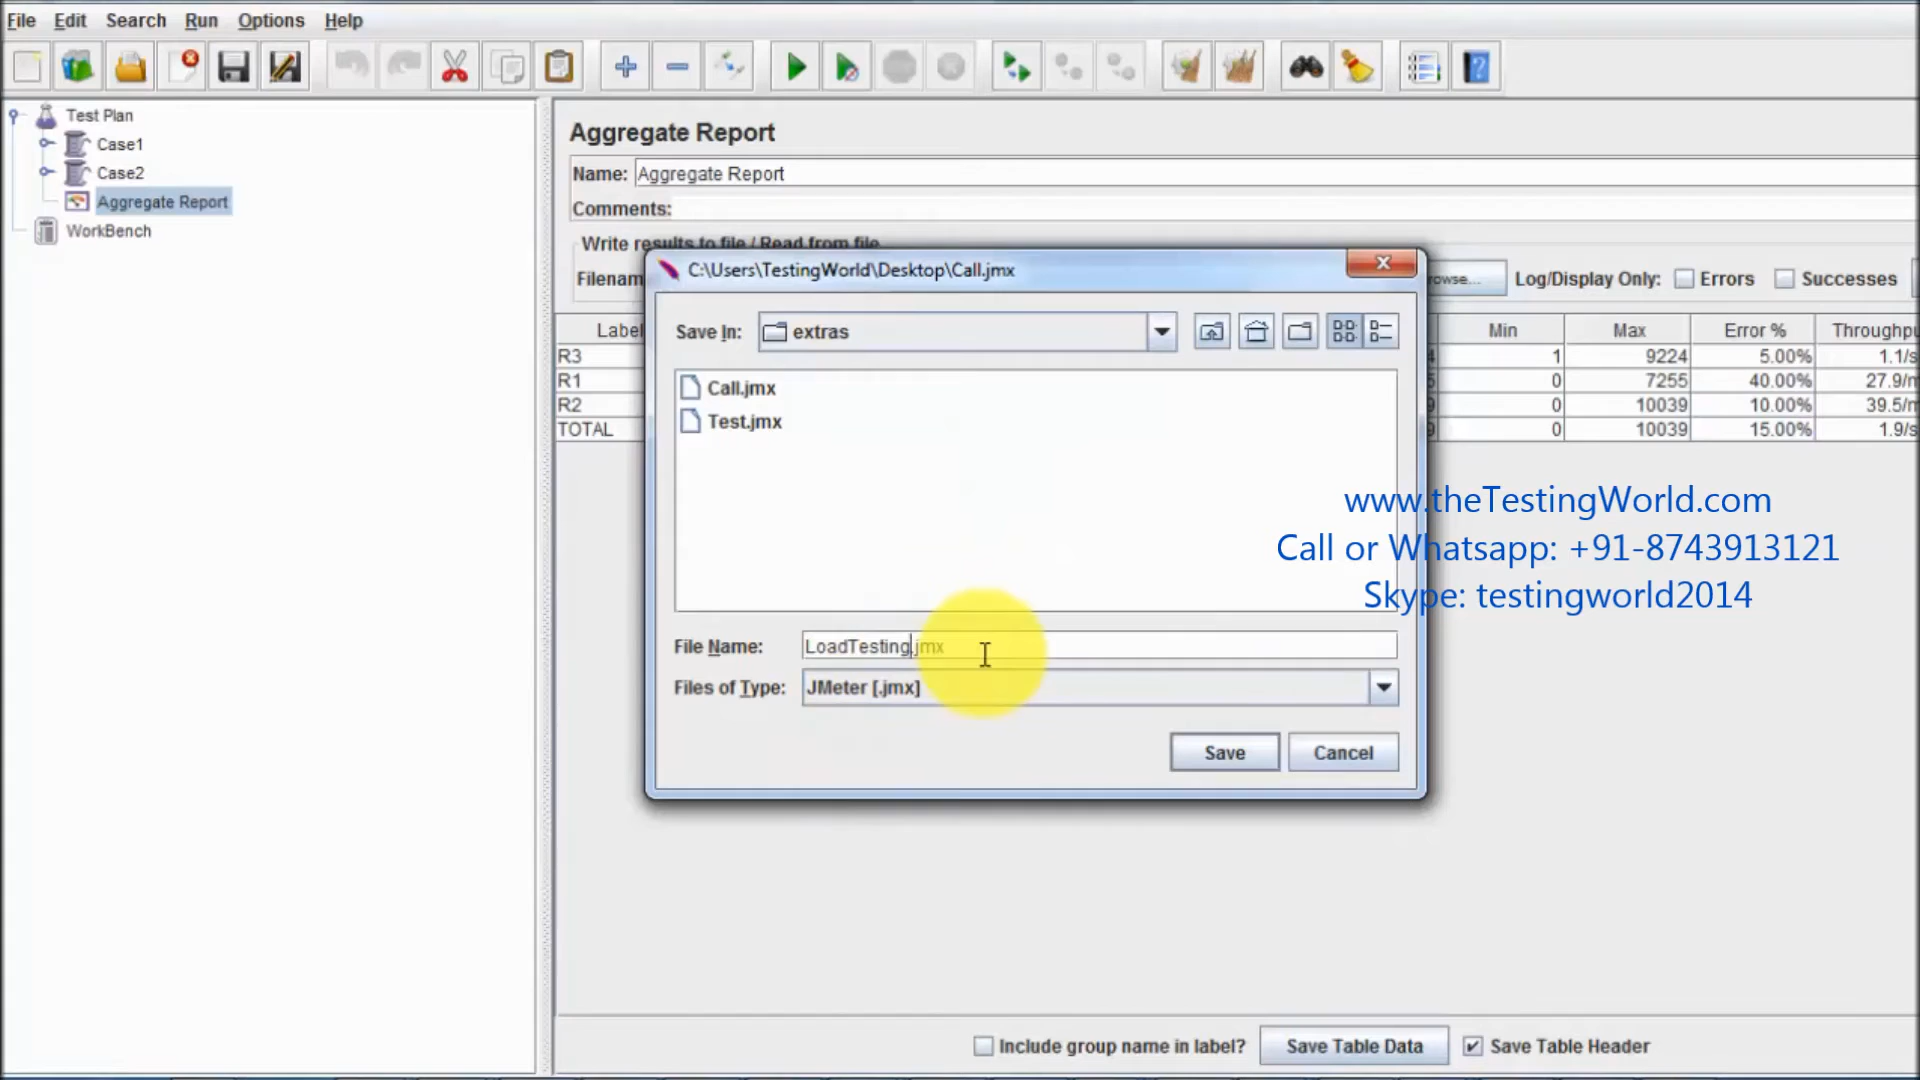 File Edit Search Run Options Help
Test Plan
Case1
Case2
Aggregate Report
WorkBench
Aggregate Report
Name: Aggregate Report
Comments:
Write results to file / Read from file
Log/Display Only: Errors Successes
Label Min Max Error %
R3 1 9224 5.00% 1.1/s
R1 0 7255 40.00% 27.9/m
R2 0 10039 10.00% 39.5/m
TOTAL 0 10039 15.00% 1.9/s
C:\Users\TestingWorld\Desktop\Call.jmx
Save In: extras
Call.jmx
Test.jmx
File Name: LoadTesting.jmx
Files of Type: JMeter [.jmx]
Save Cancel
www.theTestingWorld.com
Call or Whatsapp: +91-8743913121
Skype: testingworld2014
Include group name in label? Save Table Data Save Table Header